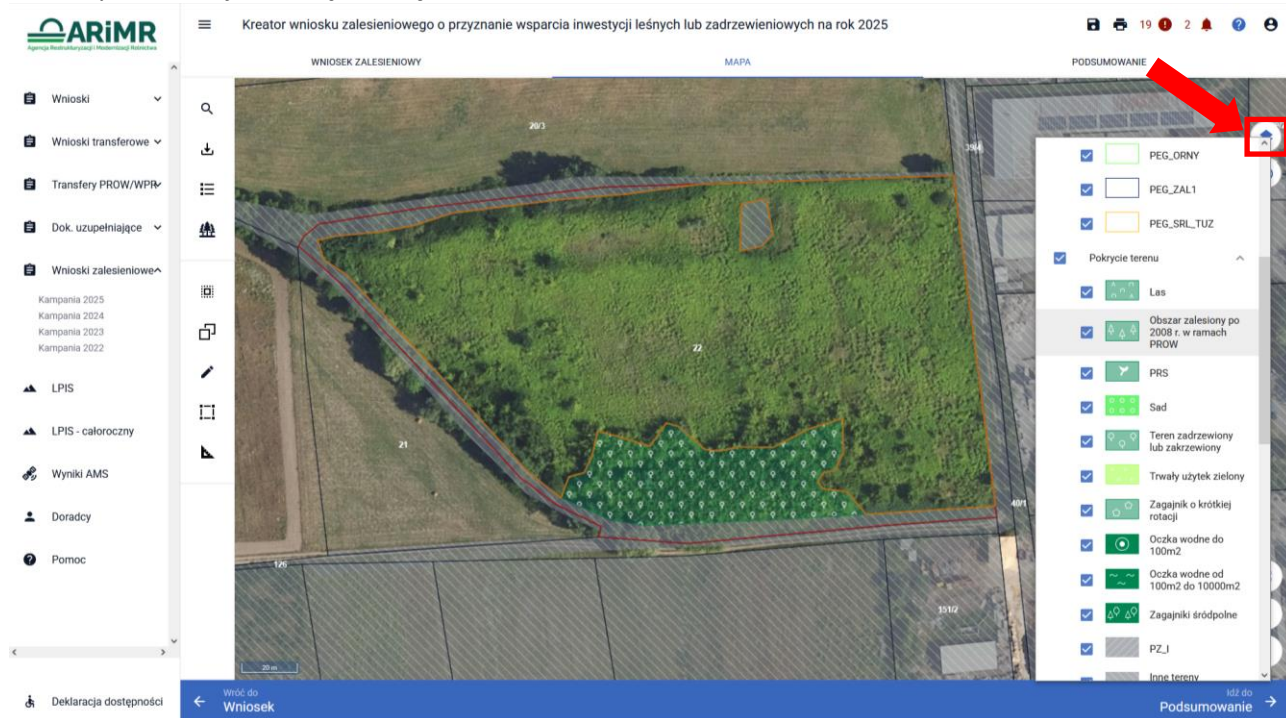 ARiMR
Agencja Restrukturyzacji i Modernizacji Rolnictwa
Kreator wniosku zalesieniowego o przyznanie wsparcia inwestycji leśnych lub zadrzewieniowych na rok 2025
19
2
WNIOSEK ZALESIENIOWY
MAPA
PODSUMOWANIE
Wnioski
Wnioski transferowe
Transfery PROW/WPR
Dok. uzupełniające
Wnioski zalesieniowe
Kampania 2025
Kampania 2024
Kampania 2023
Kampania 2022
LPIS
LPIS - całoroczny
Wyniki AMS
Doradcy
Pomoc
Deklaracja dostępności
20/3
39/4
22
21
40/1
126
151/2
20 m
PEG_ORNY
PEG_ZAL1
PEG_SRL_TUZ
Pokrycie terenu
Las
Obszar zalesiony po
2008 r. w ramach
PROW
PRS
Sad
Teren zadrzewiony
lub zakrzewiony
Trwały użytek zielony
Zagajnik o krótkiej
rotacji
Oczka wodne do
100m2
Oczka wodne od
100m2 do 10000m2
Zagajniki śródpolne
PZ_I
Inne tereny
Wróć do
Wniosek
Idź do
Podsumowanie